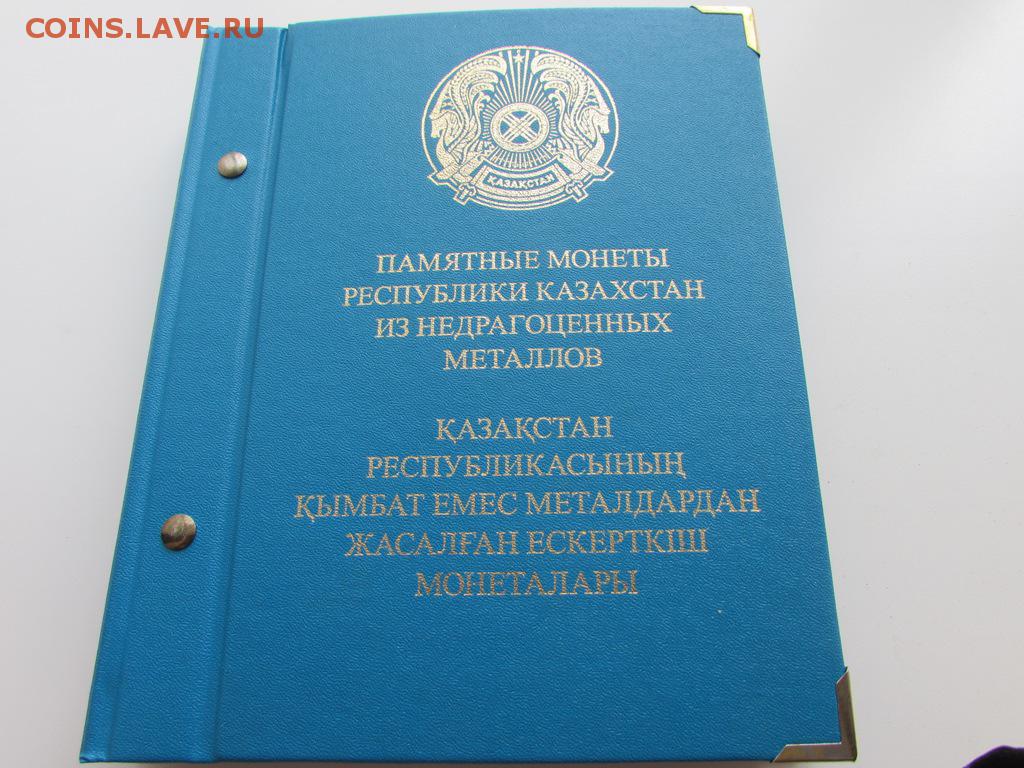 COINS.LAVE.RU
ҚАЗАҚСТАН
ПАМЯТНЫЕ МОНЕТЫ
РЕСПУБЛИКИ КАЗАХСТАН
ИЗ НЕДРАГОЦЕННЫХ
МЕТАЛЛОВ
ҚАЗАҚСТАН
РЕСПУБЛИКАСЫНЫҢ
ҚЫМБАТ ЕМЕС МЕТАЛДАРДАН
ЖАСАЛҒАН ЕСКЕРТКІШ
МОНЕТАЛАРЫ